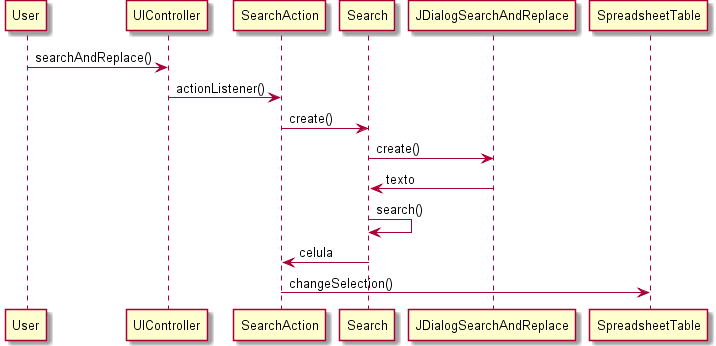 User UIController SearchAction Search JDialogSearchAndReplace SpreadsheetTable
searchAndReplace()
actionListener()
create()
create()
texto
search()
celula
changeSelection()
User UIController SearchAction Search JDialogSearchAndReplace SpreadsheetTable